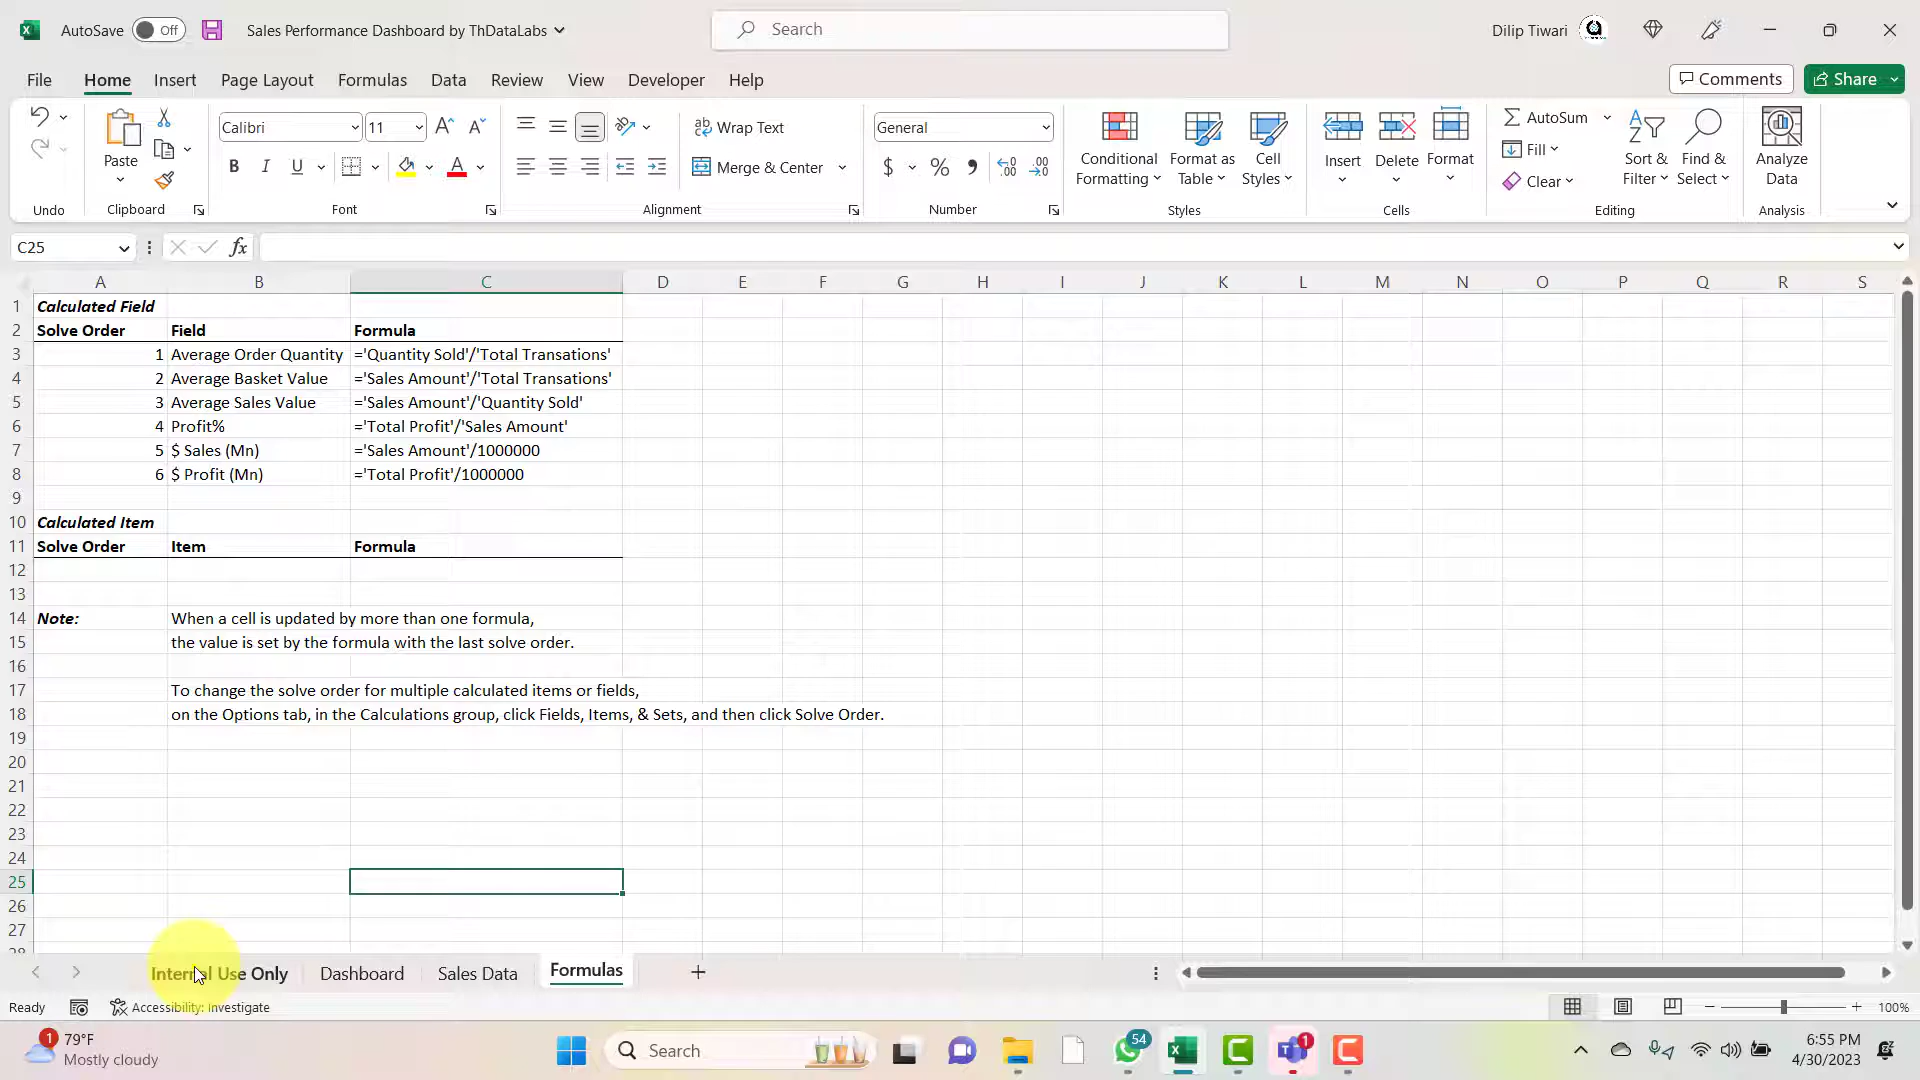 AutoSave Off Sales Performance Dashboard by ThDataLabs Search Dilip Tiwari
File Home Insert Page Layout Formulas Data Review View Developer Help Comments Share
Paste
Undo
Clipboard
Calibri 11
B I U
Font
Wrap Text
Merge & Center
Alignment
General
$ % , .00
Number
Conditional Formatting
Format as Table
Cell Styles
Styles
Insert Delete Format
Cells
AutoSum
Fill
Clear
Sort & Filter
Find & Select
Editing
Analyze Data
Analysis
C25 fx
A B C D E F G H I J K L M N O P Q R S
1 Calculated Field
2 Solve Order Field Formula
3 1 Average Order Quantity ='Quantity Sold'/'Total Transations'
4 2 Average Basket Value ='Sales Amount'/'Total Transations'
5 3 Average Sales Value ='Sales Amount'/'Quantity Sold'
6 4 Profit% ='Total Profit'/'Sales Amount'
7 5 $ Sales (Mn) ='Sales Amount'/1000000
8 6 $ Profit (Mn) ='Total Profit'/1000000
9
10 Calculated Item
11 Solve Order Item Formula
12
13
14 Note: When a cell is updated by more than one formula,
15 the value is set by the formula with the last solve order.
16
17 To change the solve order for multiple calculated items or fields,
18 on the Options tab, in the Calculations group, click Fields, Items, & Sets, and then click Solve Order.
19
20
21
22
23
24
25
26
27
28
Internal Use Only Dashboard Sales Data Formulas
Ready Accessibility: Investigate 100%
1 79°F
Mostly cloudy
Search
54
1
6:55 PM
4/30/2023